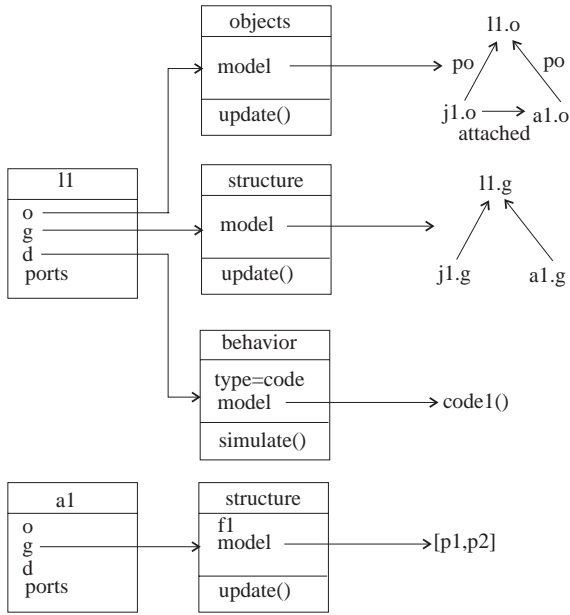 objects
model
update()
l1.o
po
po
j1.o
a1.o
attached
l1
o
g
d
ports
structure
model
update()
l1.g
j1.g
a1.g
behavior
type=code
model
simulate()
code1()
a1
o
g
d
ports
structure
f1
model
update()
[p1,p2]